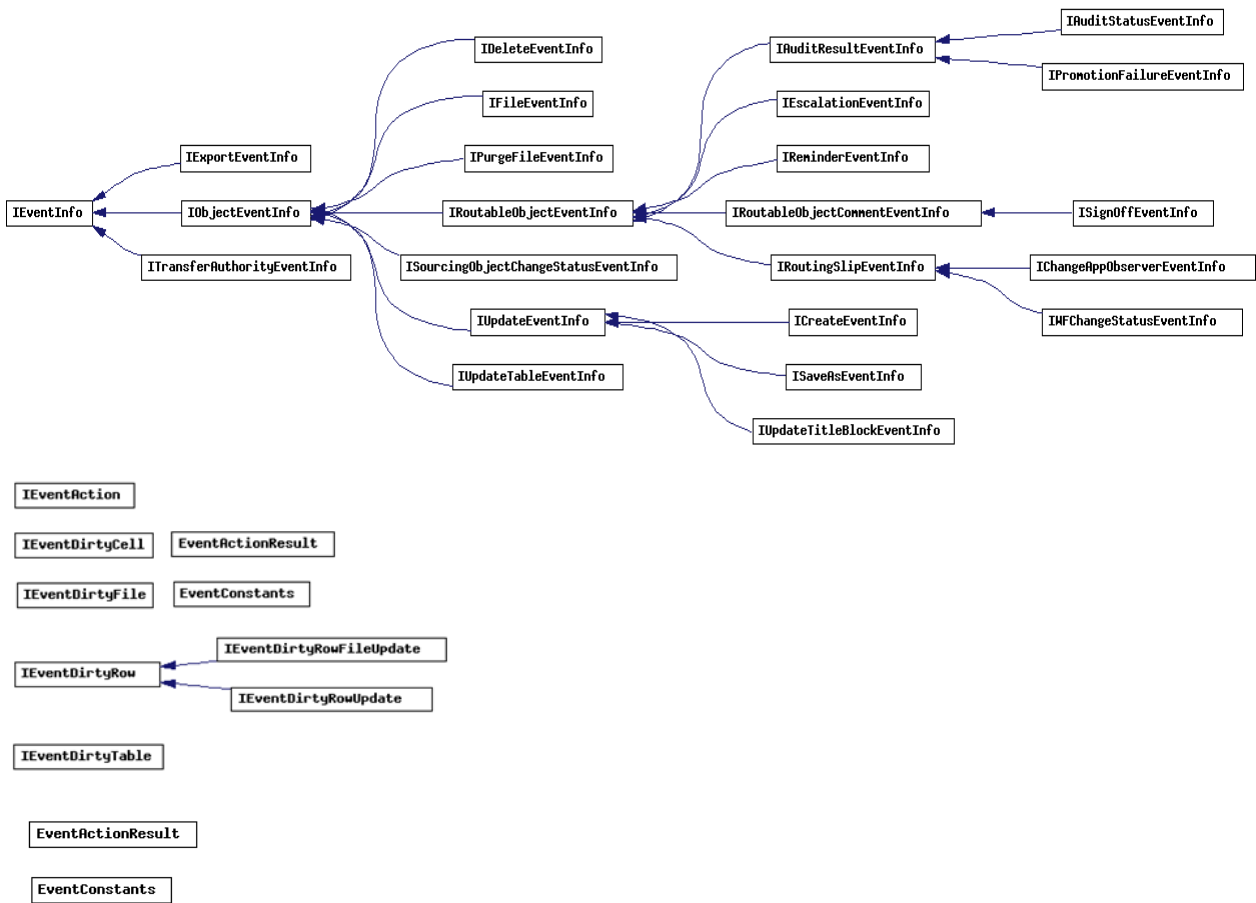 IAuditStatusEventInfo
IDeleteEventInfo
IAuditResultEventInfo
IPromotionFailureEventInfo
IFileEventInfo
IEscalationEventInfo
IExportEventInfo
IPurgeFileEventInfo
IReminderEventInfo
IEventInfo
IObjectEventInfo
IRoutableObjectEventInfo
IRoutableObjectCommentEventInfo
ISignOffEventInfo
ITransferAuthorityEventInfo
ISourcingObjectChangeStatusEventInfo
IRoutingSlipEventInfo
IChangeAppObserverEventInfo
IUpdateEventInfo
ICreateEventInfo
IWFChangeStatusEventInfo
IUpdateTableEventInfo
ISaveAsEventInfo
IUpdateTitleBlockEventInfo
IEventAction
IEventDirtyCell
EventActionResult
IEventDirtyFile
EventConstants
IEventDirtyRowFileUpdate
IEventDirtyRow
IEventDirtyRowUpdate
IEventDirtyTable
EventActionResult
EventConstants